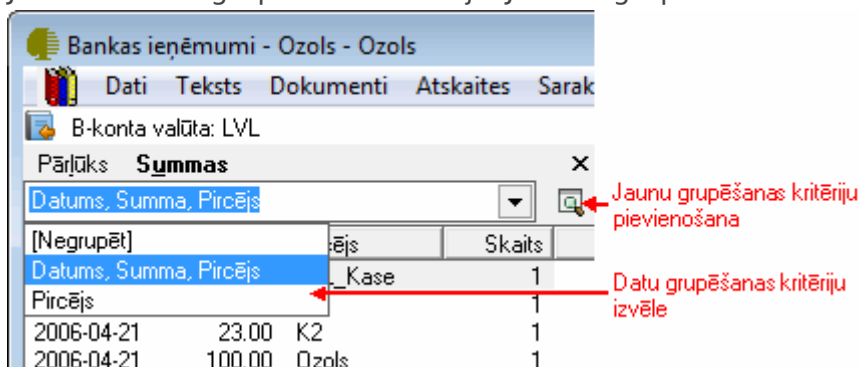 Bankas ieņēmumi - Ozols - Ozols
Dati Teksts Dokumenti Atskaites Sarak
B-konta valūta: LVL
Pārlūks Summas
Datums, Summa, Pircējs
Jaunu grupēšanas kritēriju
pievienošana
[Negrupēt] ējs Skaits
Datums, Summa, Pircējs L_Kase 1
Pircējs 1
Datu grupēšanas kritēriju
izvēle
2006-04-21 23.00 K2 1
2006-04-21 100.00 Ozols 1